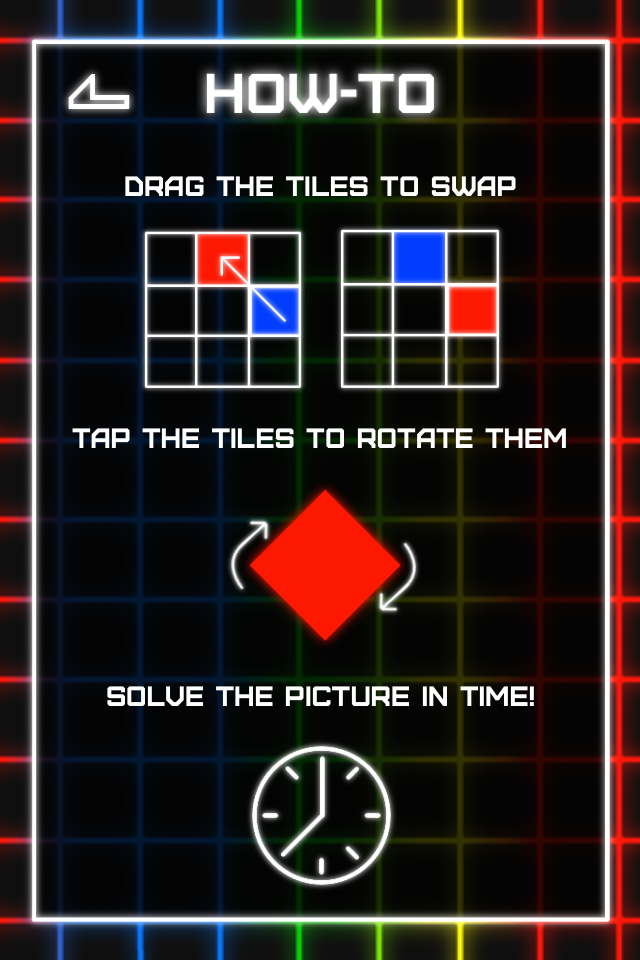 HOW-TO
DRAG THE TILES TO SWAP
TAP THE TILES TO ROTATE THEM
SOLVE THE PICTURE IN TIME!